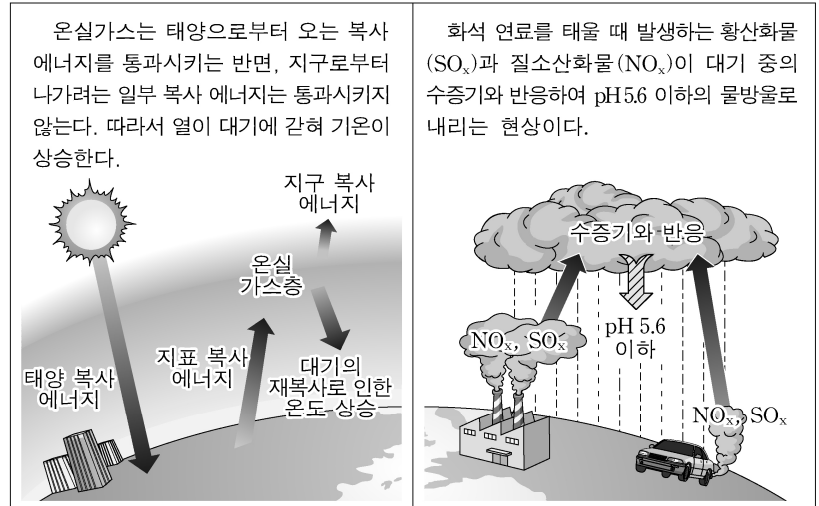 온실가스는 태양으로부터 오는 복사
에너지를 통과시키는 반면, 지구로부터
나가려는 일부 복사 에너지는 통과시키지
않는다. 따라서 열이 대기에 갇혀 기온이
상승한다.
지구 복사
에너지
온실
가스층
태양 복사
에너지
지표 복사
에너지
대기의
재복사로 인한
온도 상승
화석 연료를 태울 때 발생하는 황산화물
(SOₓ)과 질소산화물(NOₓ)이 대기 중의
수증기와 반응하여 pH 5.6 이하의 물방울로
내리는 현상이다.
수증기와 반응
NOₓ, SOₓ
pH 5.6
이하
NOₓ, SOₓ